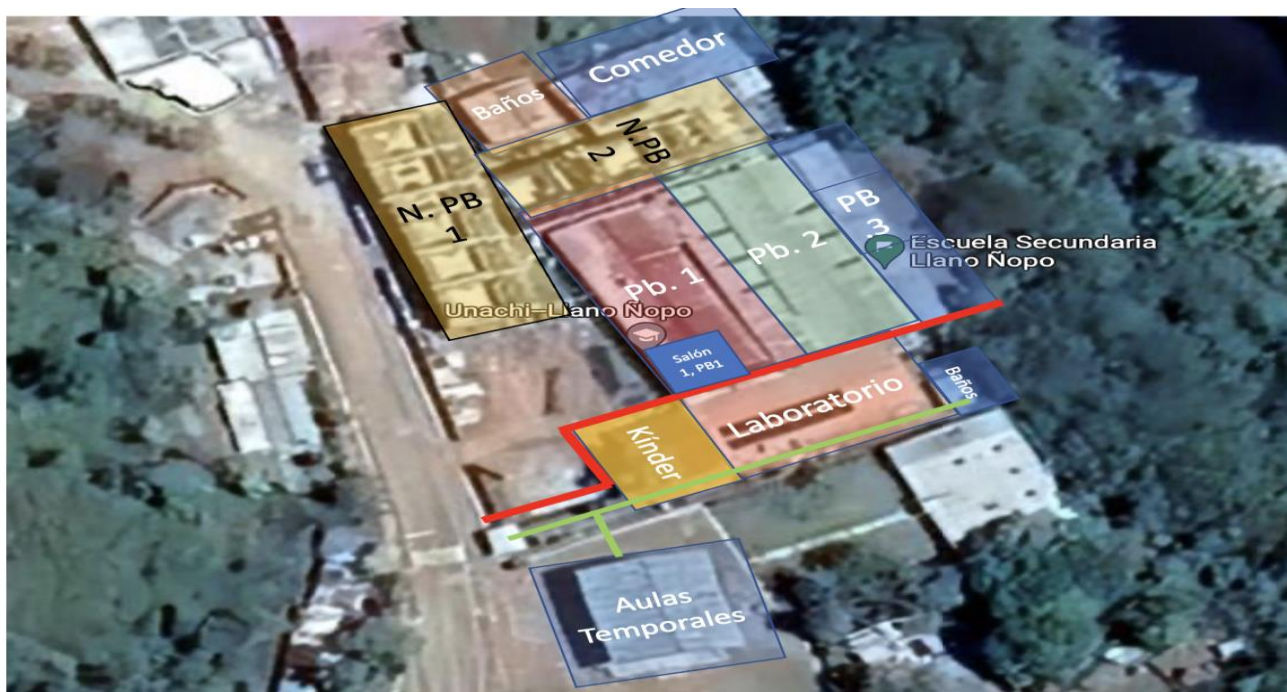 Comedor
Baños
N.PB
2
N. PB
1
PB
.3
Pb. 2
Escuela Secundaria
Llano Ñopo
Pb. 1
Unachi-Llano Ñopo
Salón
1, PB1
Baños
Laboratorio
Kínder
Aulas
Temporales